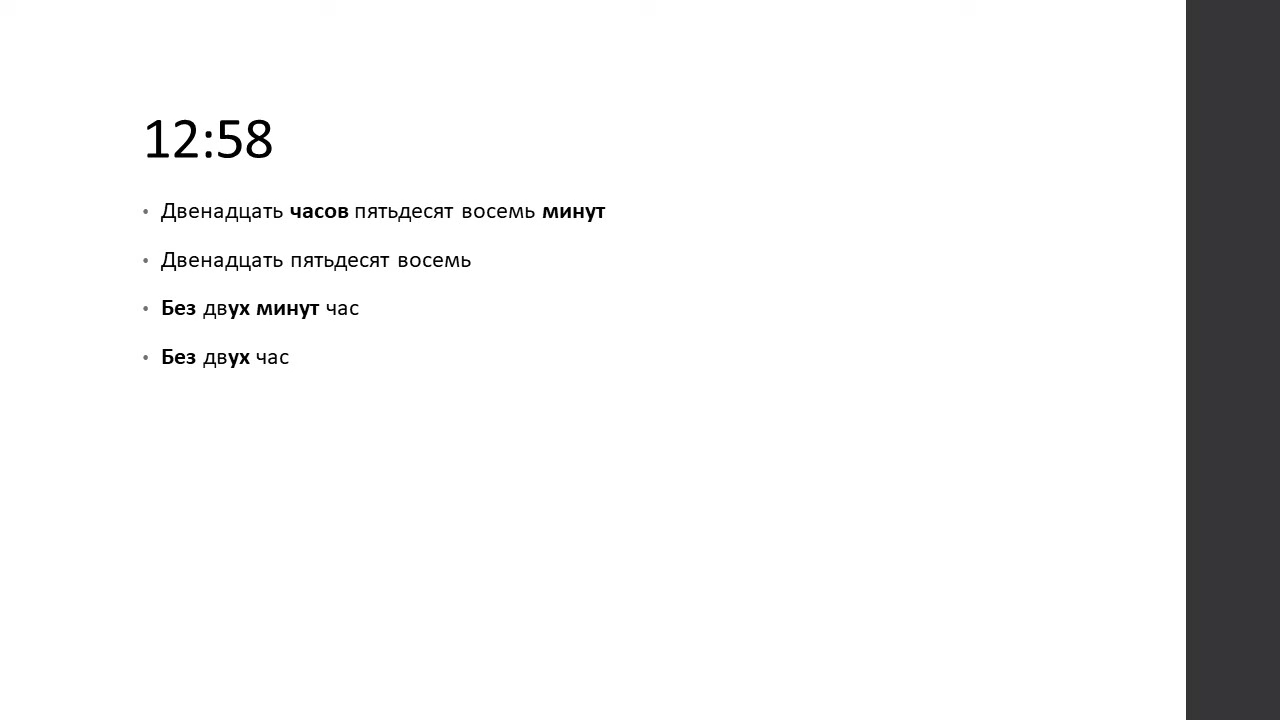 12:58
• Двенадцать часов пятьдесят восемь минут
• Двенадцать пятьдесят восемь
• Без двух минут час
• Без двух час